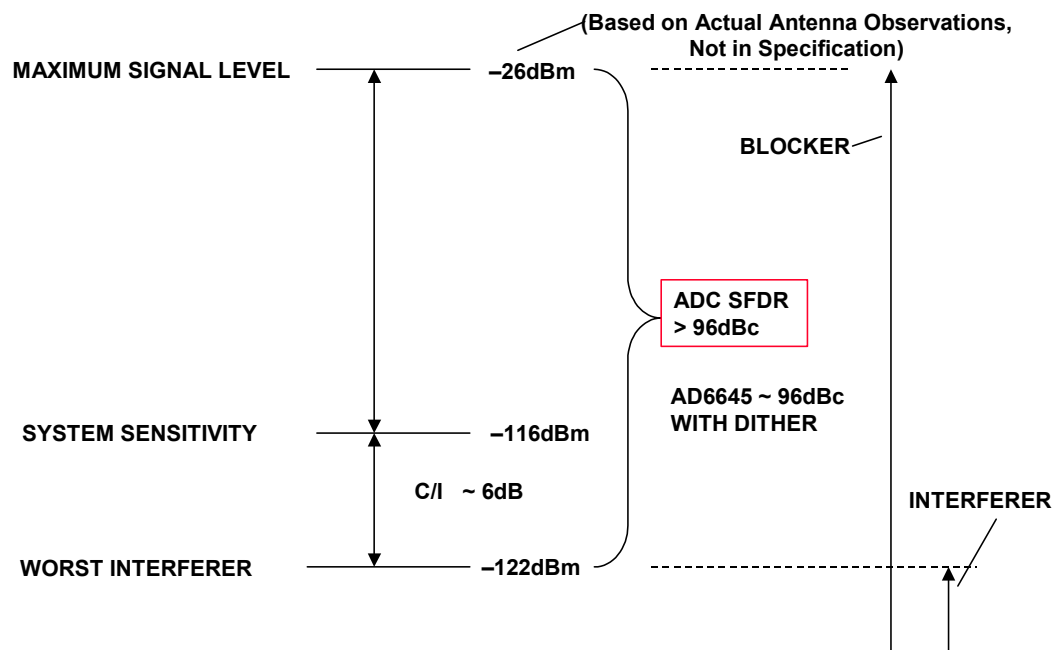 (Based on Actual Antenna Observations,
Not in Specification)
MAXIMUM SIGNAL LEVEL
–26dBm
BLOCKER
ADC SFDR
> 96dBc
AD6645 ~ 96dBc
WITH DITHER
SYSTEM SENSITIVITY
–116dBm
C/I ~ 6dB
INTERFERER
WORST INTERFERER
–122dBm